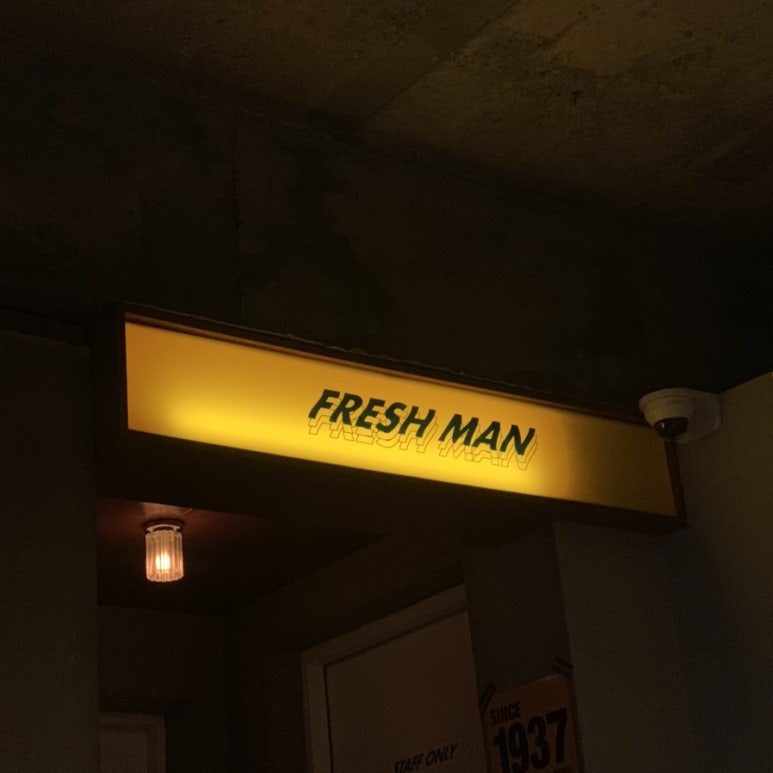 FRESH MAN
STAFF ONLY
SINCE
1937